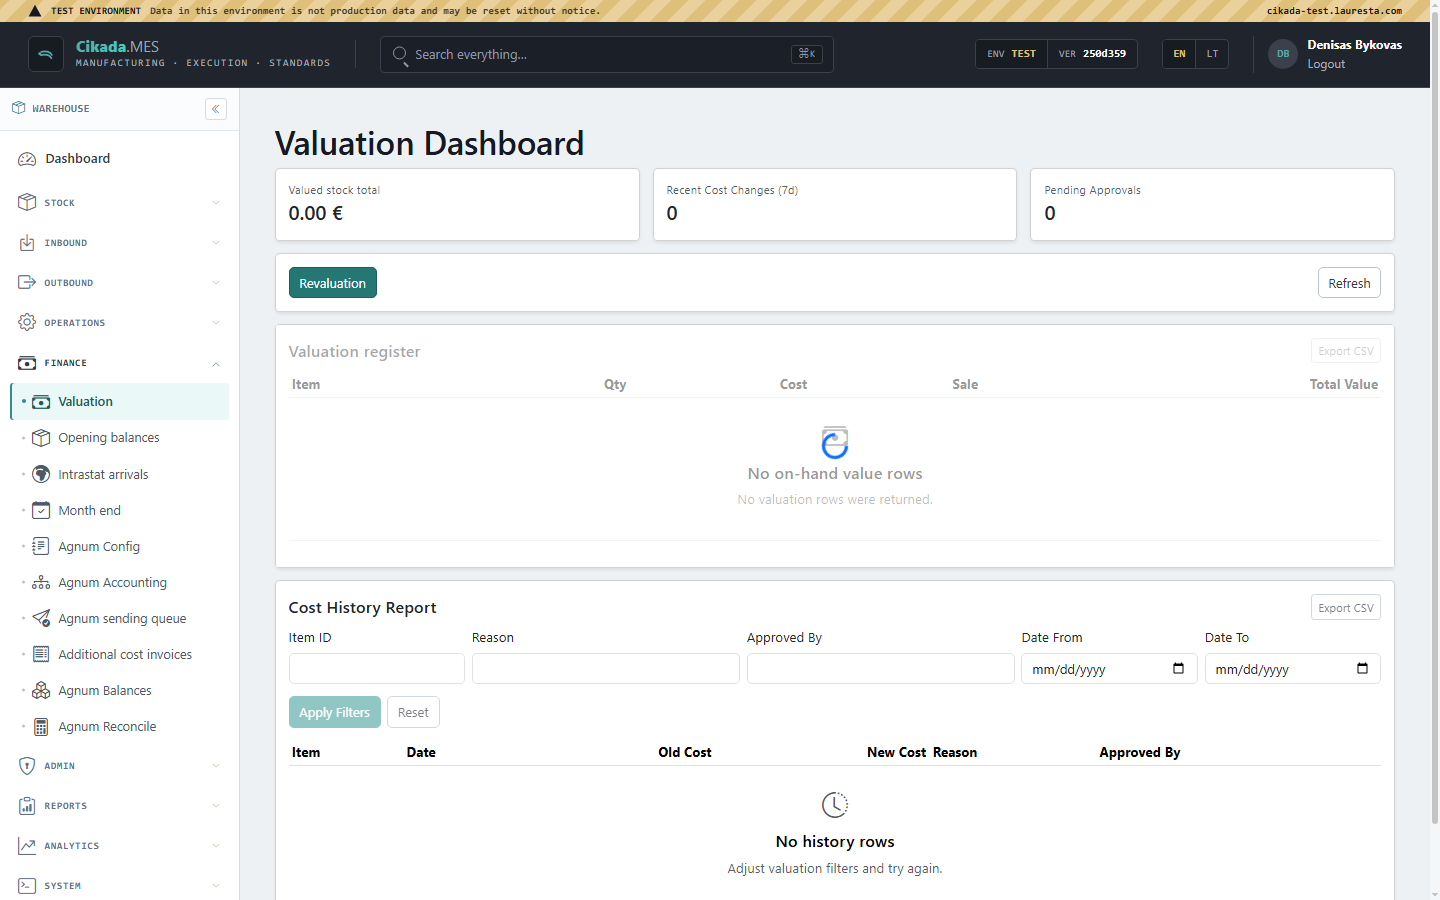 TEST ENVIRONMENT Data in this environment is not production data and may be reset without notice.
cikada-test.lauresta.com
Cikada.MES
MANUFACTURING · EXECUTION · STANDARDS
Search everything...
⌘K
ENV TEST
VER 250d359
EN
LT
DB
Denisas Bykovas
Logout
WAREHOUSE
Dashboard
STOCK
INBOUND
OUTBOUND
OPERATIONS
FINANCE
Valuation
Opening balances
Intrastat arrivals
Month end
Agnum Config
Agnum Accounting
Agnum sending queue
Additional cost invoices
Agnum Balances
Agnum Reconcile
ADMIN
REPORTS
ANALYTICS
SYSTEM
Valuation Dashboard
Valued stock total
0.00 €
Recent Cost Changes (7d)
0
Pending Approvals
0
Revaluation
Refresh
Valuation register
Export CSV
Item Qty Cost Sale Total Value
No on-hand value rows
No valuation rows were returned.
Cost History Report
Export CSV
Item ID Reason Approved By Date From Date To
mm/dd/yyyy mm/dd/yyyy
Apply Filters Reset
Item Date Old Cost New Cost Reason Approved By
No history rows
Adjust valuation filters and try again.